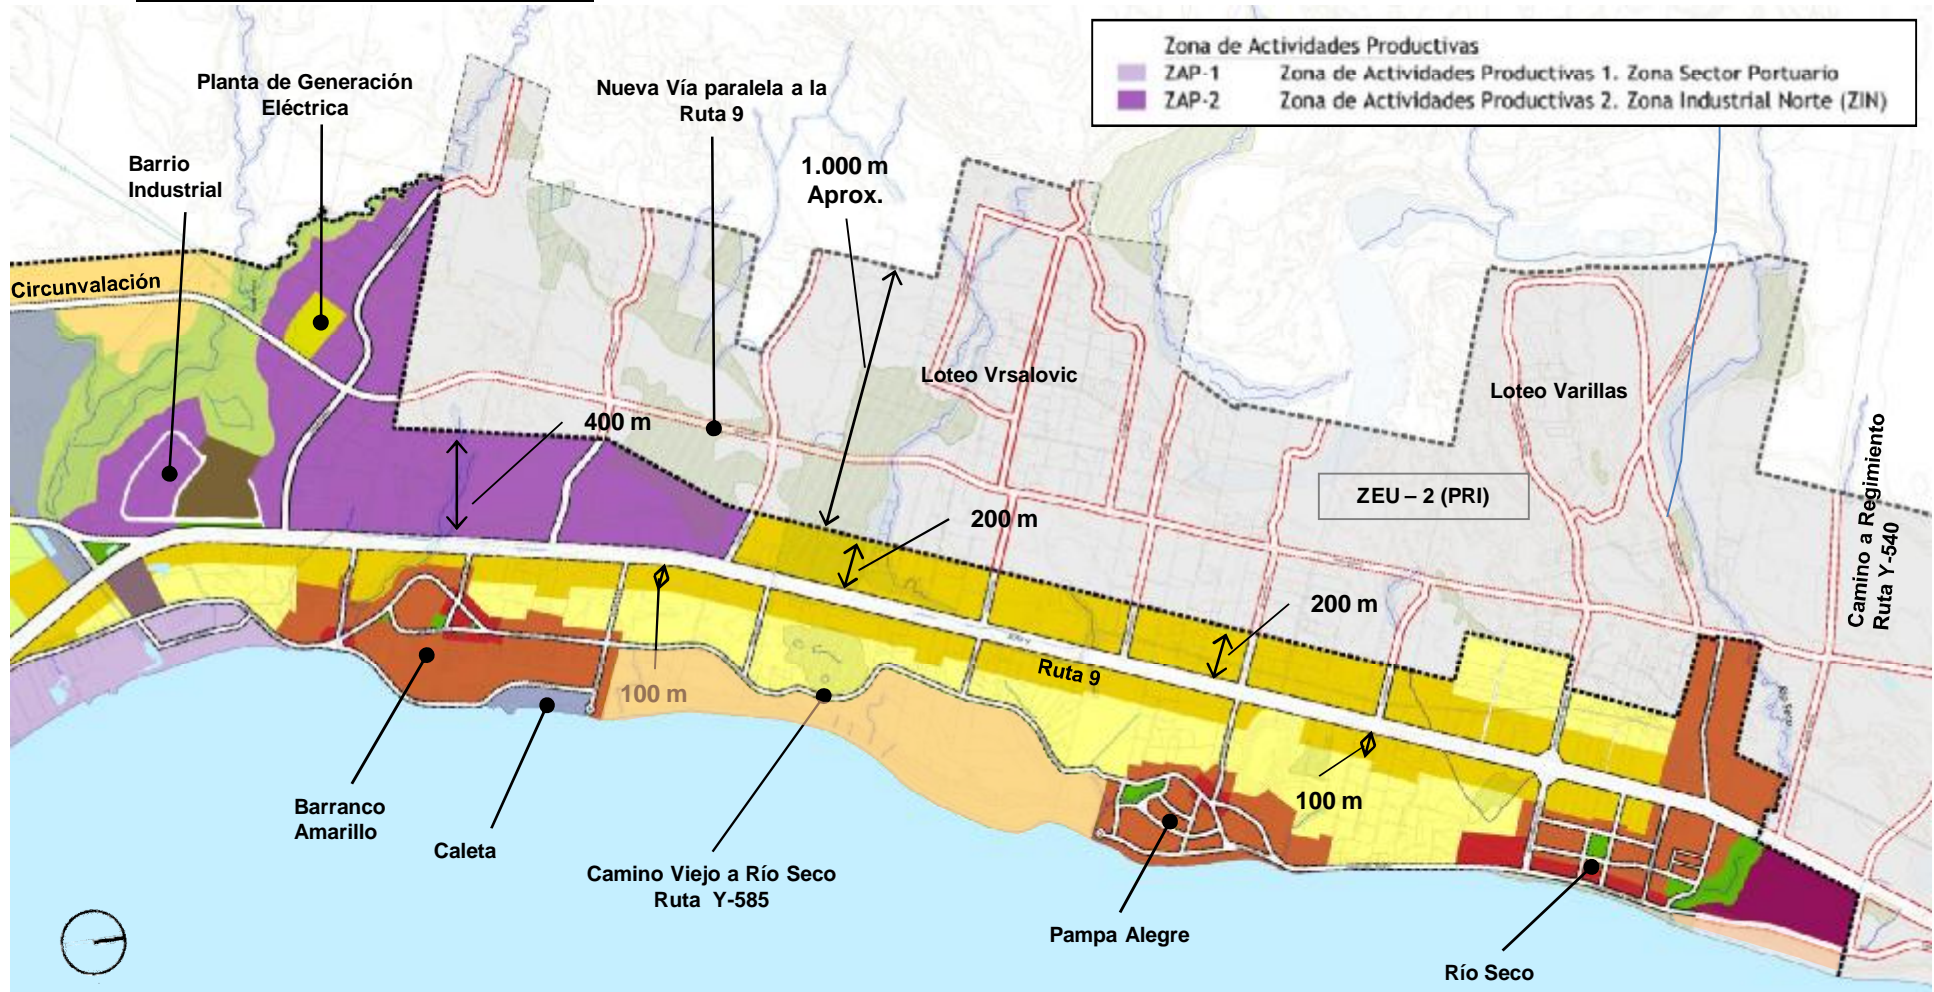 Zona de Actividades Productivas
ZAP-1 Zona de Actividades Productivas 1. Zona Sector Portuario
ZAP-2 Zona de Actividades Productivas 2. Zona Industrial Norte (ZIN)
Planta de Generación
Eléctrica
Nueva Vía paralela a la
Ruta 9
Barrio
Industrial
1.000 m
Aprox.
Circunvalación
Loteo Vrsalovic
Loteo Varillas
400 m
ZEU – 2 (PRI)
200 m
Camino a Regimiento
Ruta Y-540
200 m
Ruta 9
100 m
Río Seco
100 m
Barranco
Amarillo
Caleta
Camino Viejo a Río Seco
Ruta Y-585
Pampa Alegre
Río Seco